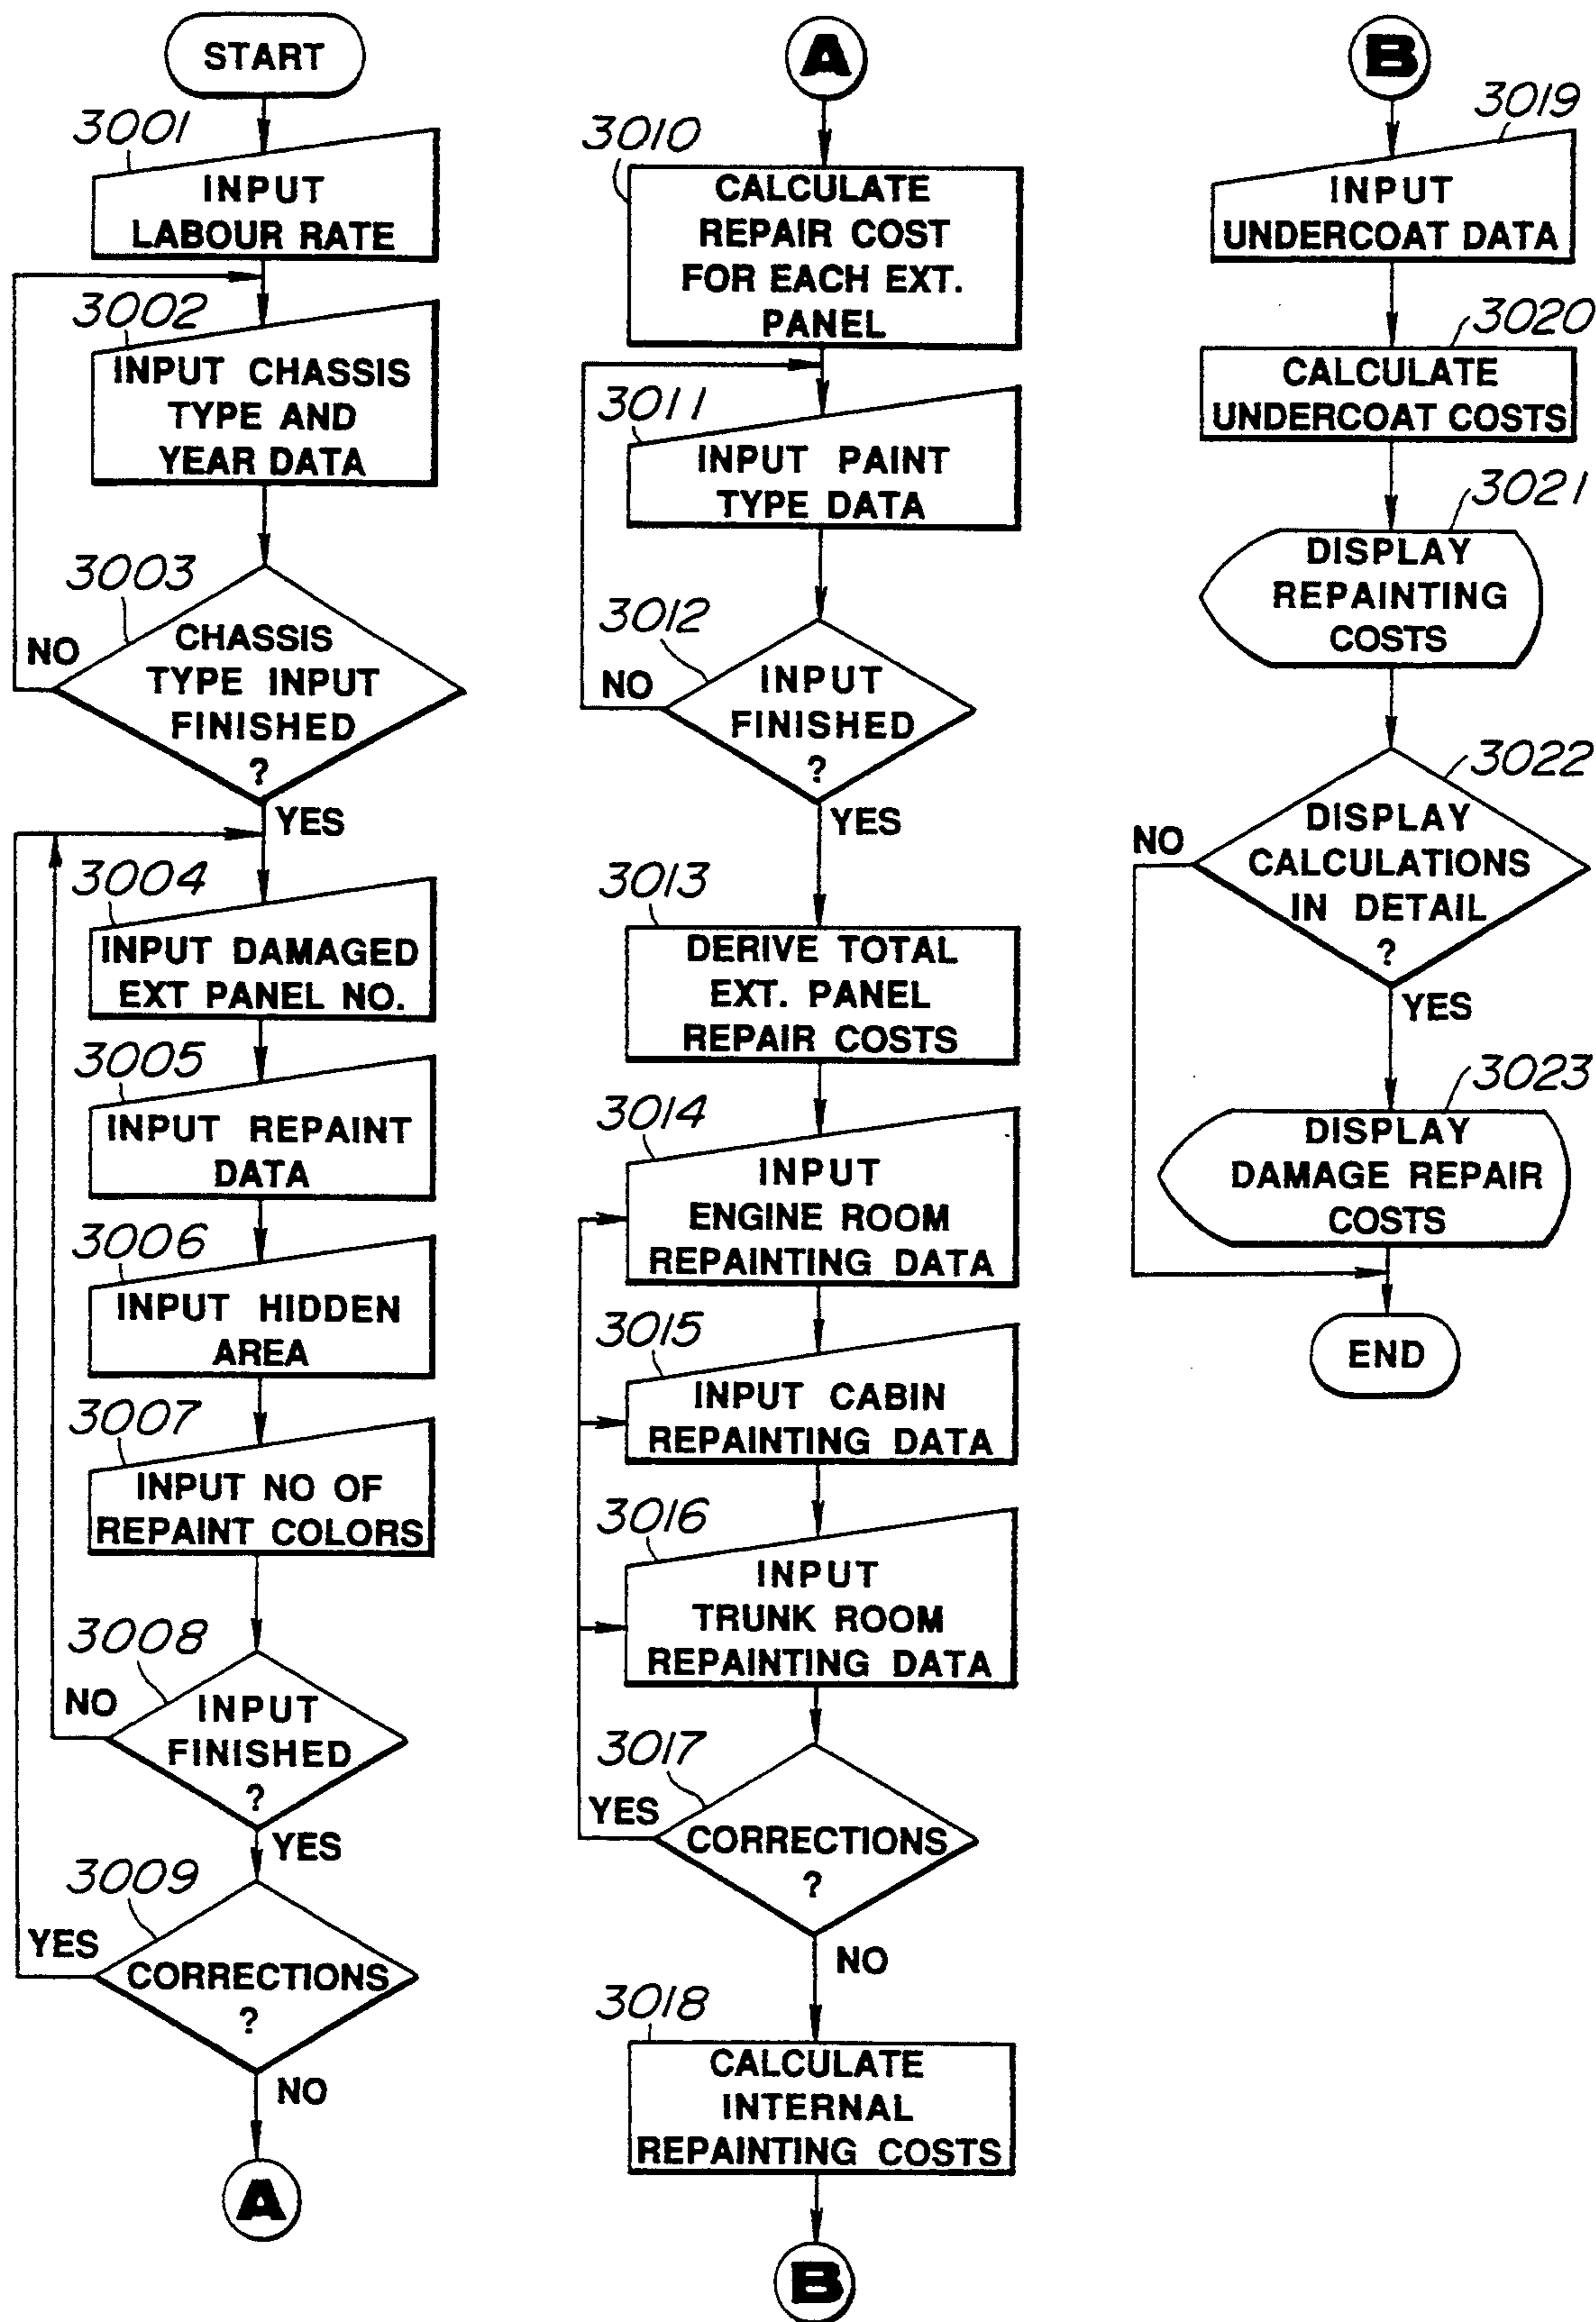 START
3001
INPUT
LABOUR RATE
3002
INPUT CHASSIS
TYPE AND
YEAR DATA
3003
NO
CHASSIS
TYPE INPUT
FINISHED
?
YES
3004
INPUT DAMAGED
EXT PANEL NO.
3005
INPUT REPAINT
DATA
3006
INPUT HIDDEN
AREA
3007
INPUT NO OF
REPAINT COLORS
3008
NO
INPUT
FINISHED
?
YES
3009
YES
CORRECTIONS
?
NO
A
A
3010
CALCULATE
REPAIR COST
FOR EACH EXT.
PANEL
3011
INPUT PAINT
TYPE DATA
3012
NO
INPUT
FINISHED
?
YES
3013
DERIVE TOTAL
EXT. PANEL
REPAIR COSTS
3014
INPUT
ENGINE ROOM
REPAINTING DATA
3015
INPUT CABIN
REPAINTING DATA
3016
INPUT
TRUNK ROOM
REPAINTING DATA
3017
YES
CORRECTIONS
?
NO
3018
CALCULATE
INTERNAL
REPAINTING COSTS
B
B
3019
INPUT
UNDERCOAT DATA
3020
CALCULATE
UNDERCOAT COSTS
3021
DISPLAY
REPAINTING
COSTS
3022
NO
DISPLAY
CALCULATIONS
IN DETAIL
?
YES
3023
DISPLAY
DAMAGE REPAIR
COSTS
END